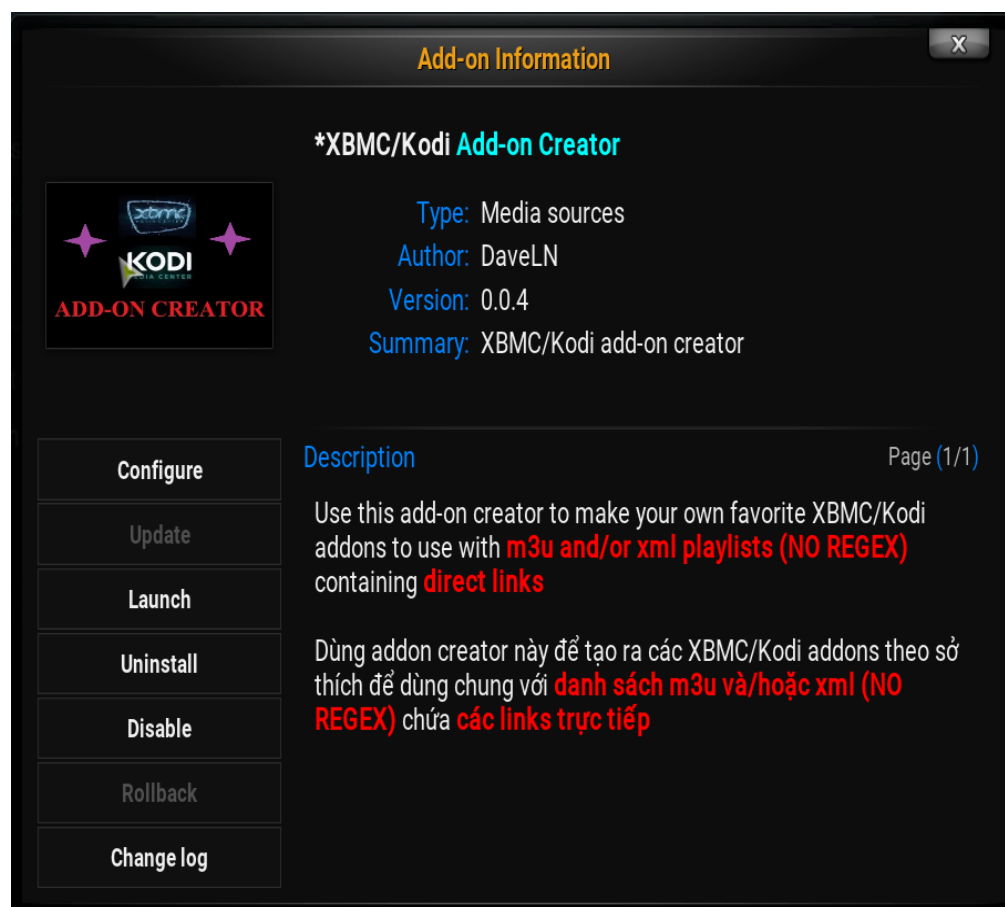 Add-on Information
X
*XBMC/Kodi Add-on Creator
xbmc
KODI
MEDIA CENTER
ADD-ON CREATOR
Type: Media sources
Author: DaveLN
Version: 0.0.4
Summary: XBMC/Kodi add-on creator
Configure
Update
Launch
Uninstall
Disable
Rollback
Change log
Description
Page (1/1)
Use this add-on creator to make your own favorite XBMC/Kodi
addons to use with m3u and/or xml playlists (NO REGEX)
containing direct links
Dùng addon creator này để tạo ra các XBMC/Kodi addons theo sở
thích để dùng chung với danh sách m3u và/hoặc xml (NO
REGEX) chứa các links trực tiếp